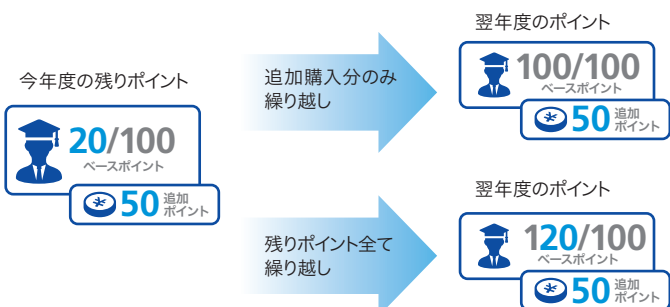 今年度の残りポイント
20/100
ベースポイント
50 追加
ポイント
追加購入分のみ
繰り越し
翌年度のポイント
100/100
ベースポイント
50 追加
ポイント
残りポイント全て
繰り越し
翌年度のポイント
120/100
ベースポイント
50 追加
ポイント